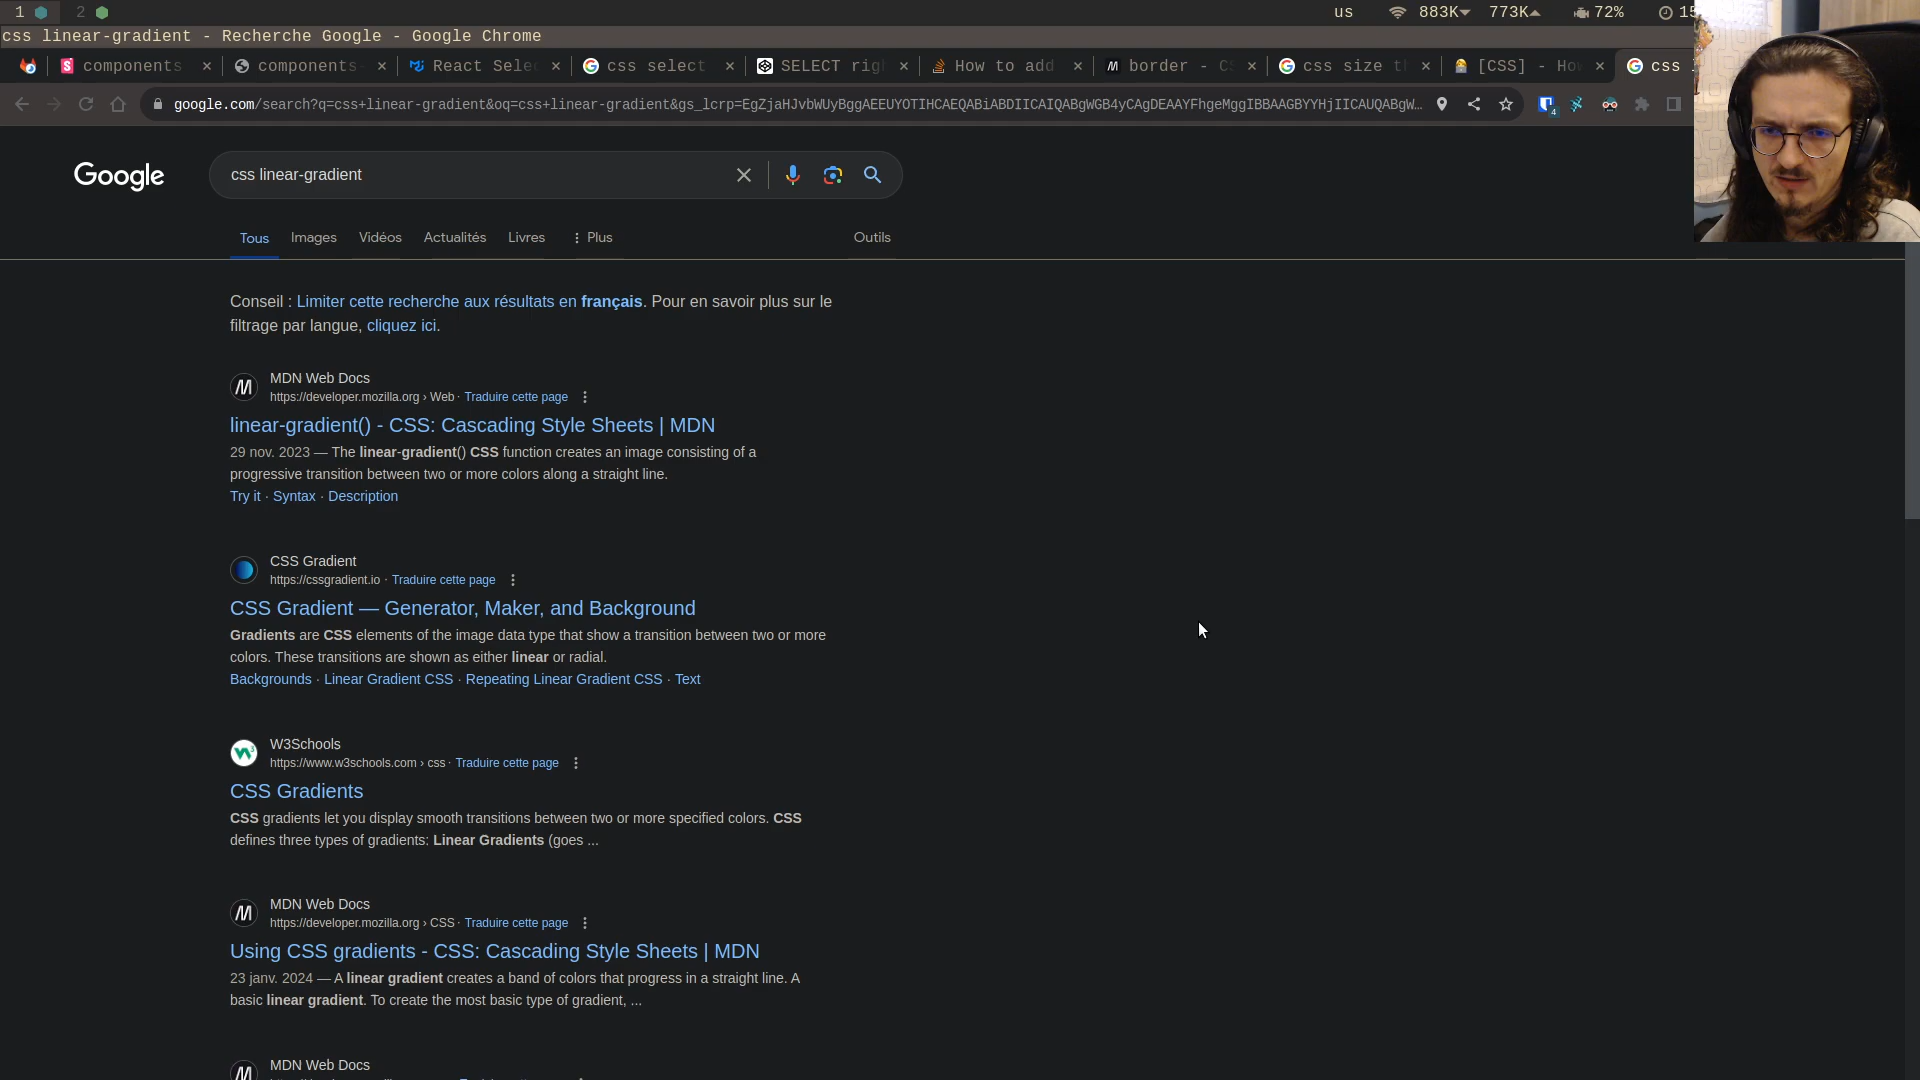 1 2 us 883K 773K 72% 15
css linear-gradient - Recherche Google - Google Chrome
components components- React Sele css select SELECT righ How to add border - CS css size th [CSS] - How css l
google.com/search?q=css+linear-gradient&oq=css+linear-gradient&gs_lcrp=EgZjaHJvbWUyBggAEEUYOTIHCAEQABiABDIICAIQABgWGB4yCAgDEAAYFhgeMggIBBAAGBYYHjIICAUQABgW… 4
Google css linear-gradient
Tous Images Vidéos Actualités Livres Plus Outils
Conseil : Limiter cette recherche aux résultats en français. Pour en savoir plus sur le
filtrage par langue, cliquez ici.
MDN Web Docs
https://developer.mozilla.org › Web · Traduire cette page
linear-gradient() - CSS: Cascading Style Sheets | MDN
29 nov. 2023 — The linear-gradient() CSS function creates an image consisting of a
progressive transition between two or more colors along a straight line.
Try it · Syntax · Description
CSS Gradient
https://cssgradient.io · Traduire cette page
CSS Gradient — Generator, Maker, and Background
Gradients are CSS elements of the image data type that show a transition between two or more
colors. These transitions are shown as either linear or radial.
Backgrounds · Linear Gradient CSS · Repeating Linear Gradient CSS · Text
W3Schools
https://www.w3schools.com › css · Traduire cette page
CSS Gradients
CSS gradients let you display smooth transitions between two or more specified colors. CSS
defines three types of gradients: Linear Gradients (goes ...
MDN Web Docs
https://developer.mozilla.org › CSS · Traduire cette page
Using CSS gradients - CSS: Cascading Style Sheets | MDN
23 janv. 2024 — A linear gradient creates a band of colors that progress in a straight line. A
basic linear gradient. To create the most basic type of gradient, ...
MDN Web Docs